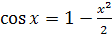 cos x = 1 − x²/2